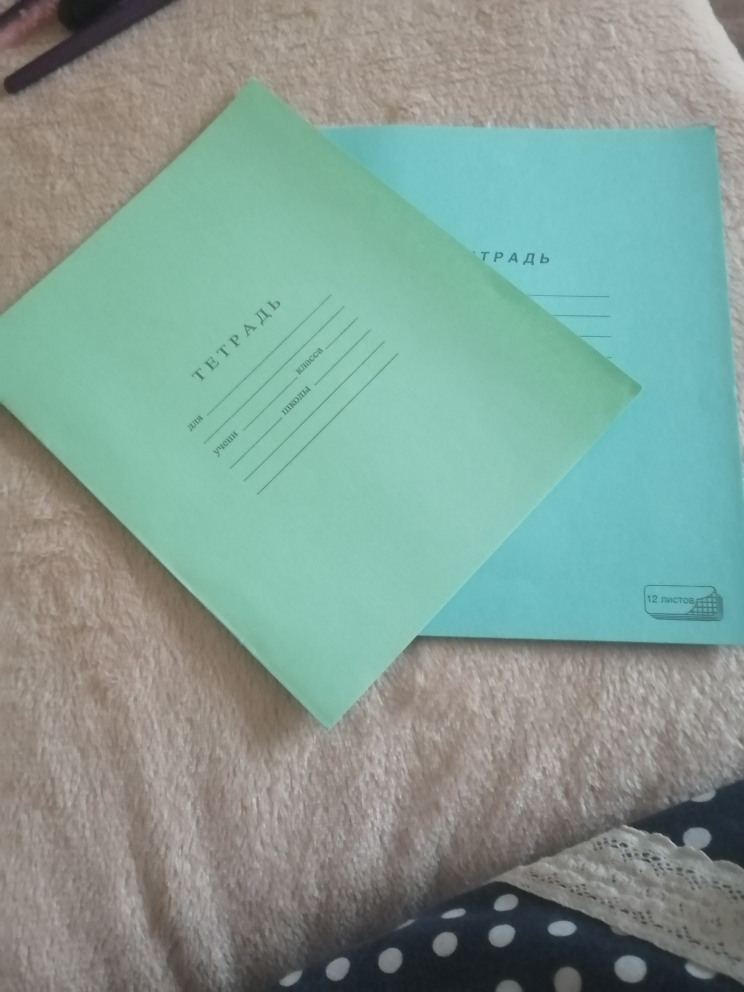 ТЕТРАДЬ
для
учени класса
школы
ТРАДЬ
12 листов